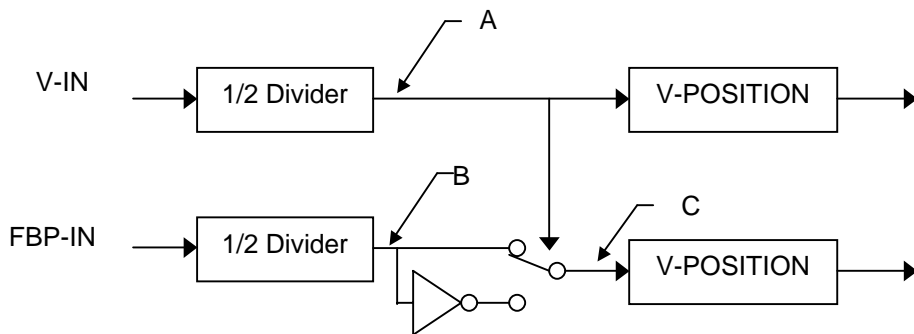 A
V-IN
1/2 Divider
V-POSITION
B
C
FBP-IN
1/2 Divider
V-POSITION